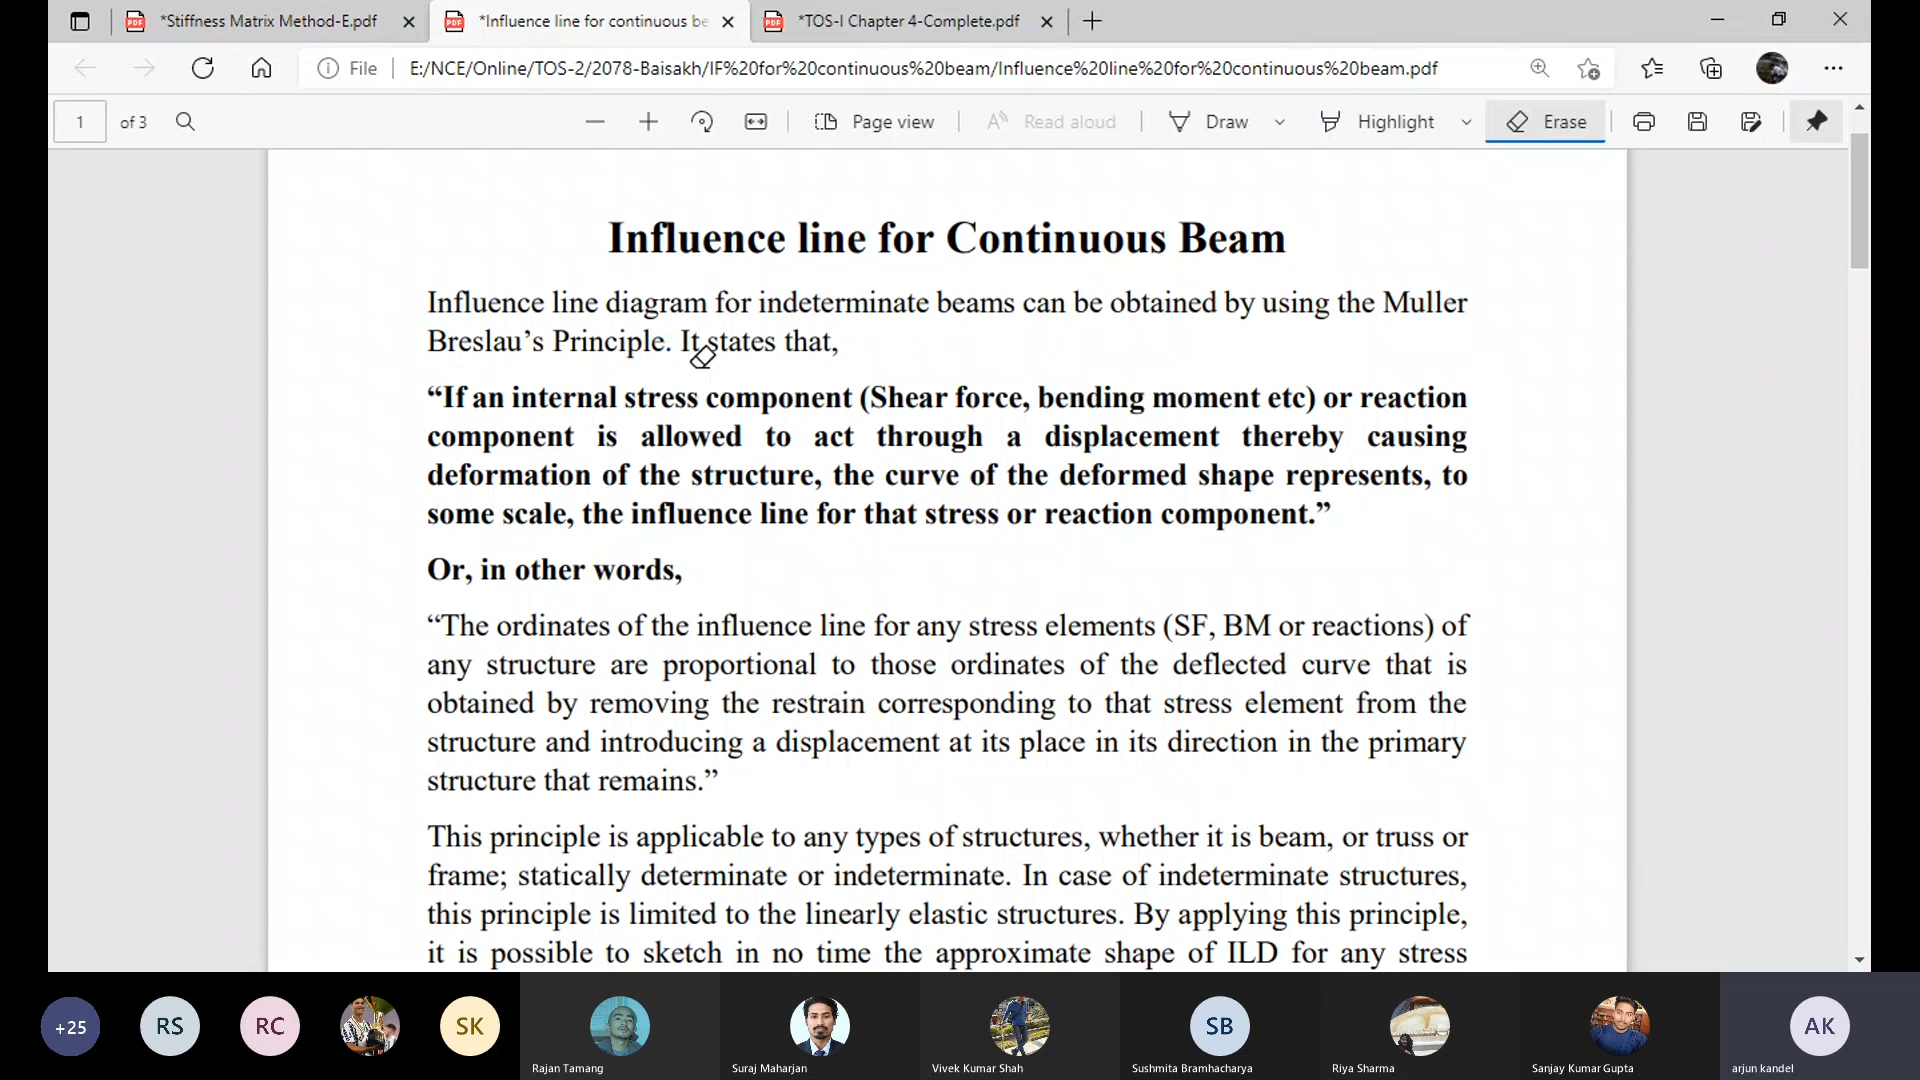 *Stiffness Matrix Method-E.pdf
*Influence line for continuous be
*TOS-I Chapter 4-Complete.pdf
File
E:/NCE/Online/TOS-2/2078-Baisakh/IF%20for%20continuous%20beam/Influence%20line%20for%20continuous%20beam.pdf
1 of 3
Page view
Read aloud
Draw
Highlight
Erase
Influence line for Continuous Beam
Influence line diagram for indeterminate beams can be obtained by using the Muller
Breslau’s Principle. It states that,
“If an internal stress component (Shear force, bending moment etc) or reaction
component is allowed to act through a displacement thereby causing
deformation of the structure, the curve of the deformed shape represents, to
some scale, the influence line for that stress or reaction component.”
Or, in other words,
“The ordinates of the influence line for any stress elements (SF, BM or reactions) of
any structure are proportional to those ordinates of the deflected curve that is
obtained by removing the restrain corresponding to that stress element from the
structure and introducing a displacement at its place in its direction in the primary
structure that remains.”
This principle is applicable to any types of structures, whether it is beam, or truss or
frame; statically determinate or indeterminate. In case of indeterminate structures,
this principle is limited to the linearly elastic structures. By applying this principle,
it is possible to sketch in no time the approximate shape of ILD for any stress
+25
RS
RC
SK
SB
AK
Rajan Tamang
Suraj Maharjan
Vivek Kumar Shah
Sushmita Bramhacharya
Riya Sharma
Sanjay Kumar Gupta
arjun kandel